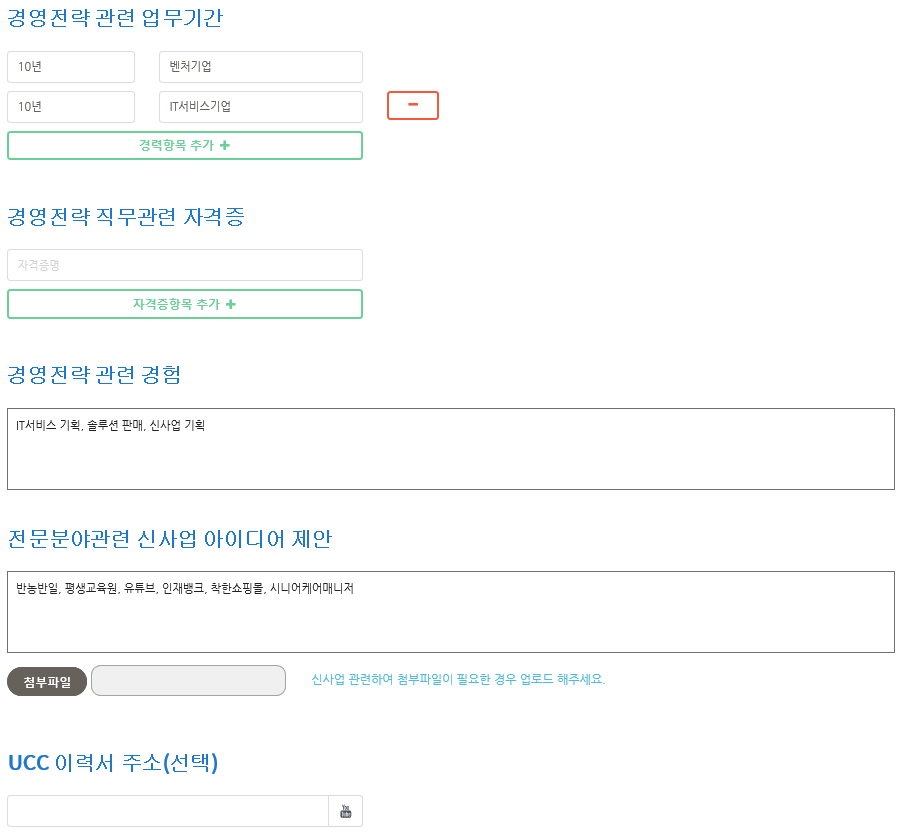 경영전략 관련 업무기간
10년 벤처기업
10년 IT서비스기업
경력항목 추가 +
경영전략 직무관련 자격증
자격증명
자격증항목 추가 +
경영전략 관련 경험
IT서비스 기획, 솔루션 판매, 신사업 기획
전문분야관련 신사업 아이디어 제안
반농반일, 평생교육원, 유튜브, 인재뱅크, 착한쇼핑몰, 시니어케어매니저
첨부파일 신사업 관련하여 첨부파일이 필요한 경우 업로드 해주세요.
UCC 이력서 주소(선택)
You Tube